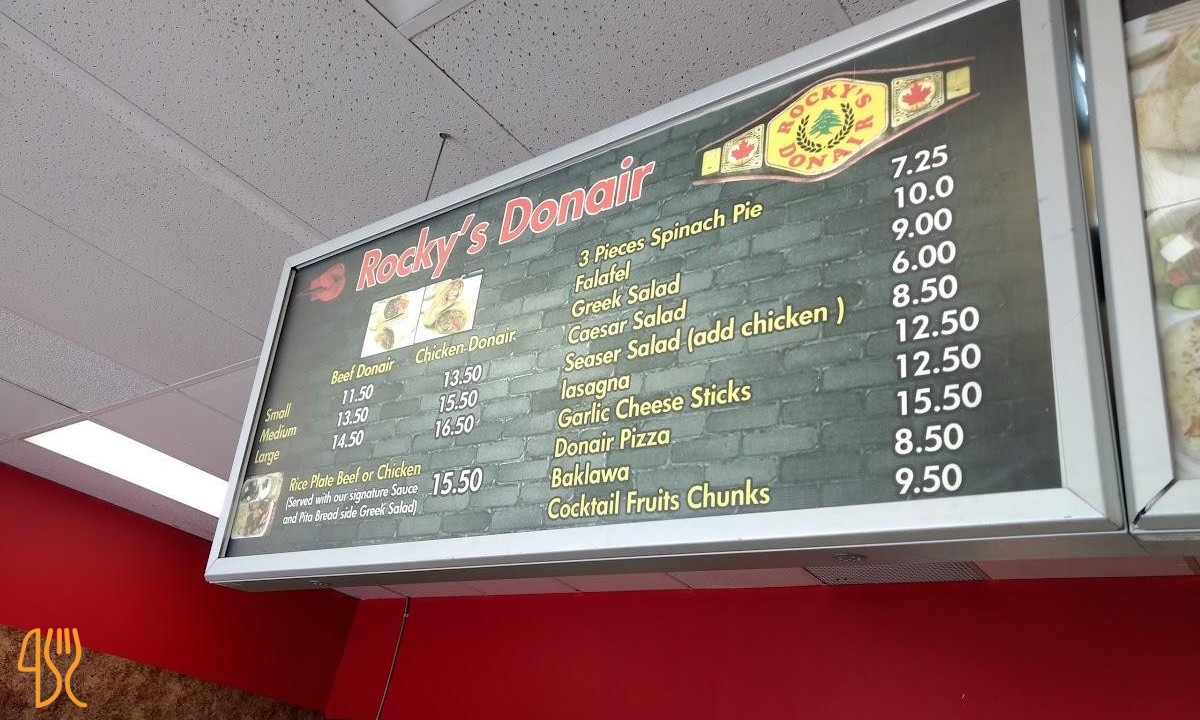 Rocky's Donair
ROCKY'S
DONAIR
Beef Donair Chicken Donair
Small 11.50 13.50
Medium 13.50 15.50
Large 14.50 16.50
Rice Plate Beef or Chicken 15.50
(Served with our signature Sauce
and Pita Bread side Greek Salad)
3 Pieces Spinach Pie 7.25
Falafel 10.0
Greek Salad 9.00
Caesar Salad 6.00
Seaser Salad (add chicken ) 8.50
lasagna 12.50
Garlic Cheese Sticks 12.50
Donair Pizza 15.50
Baklawa 8.50
Cocktail Fruits Chunks 9.50